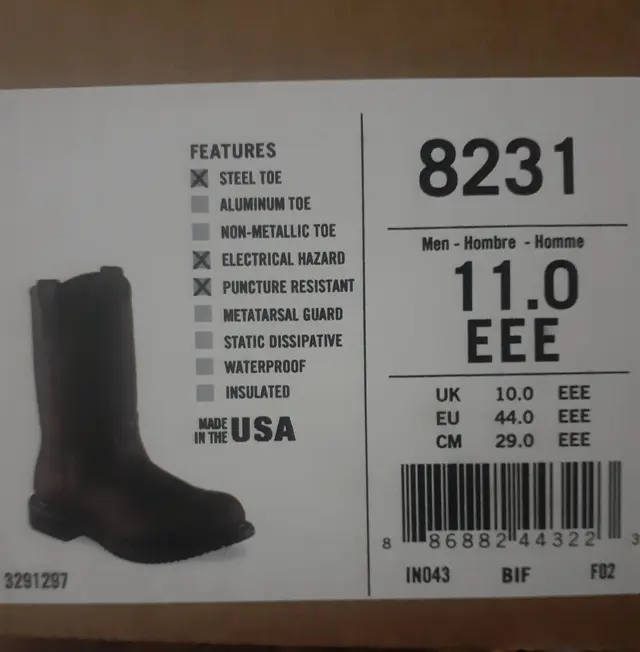 FEATURES
STEEL TOE
ALUMINUM TOE
NON-METALLIC TOE
ELECTRICAL HAZARD
PUNCTURE RESISTANT
METATARSAL GUARD
STATIC DISSIPATIVE
WATERPROOF
INSULATED
MADE IN THE USA
3291297
8231
Men - Hombre - Homme
11.0
EEE
UK 10.0 EEE
EU 44.0 EEE
CM 29.0 EEE
8 86882 44322 3
IN043 BIF F02